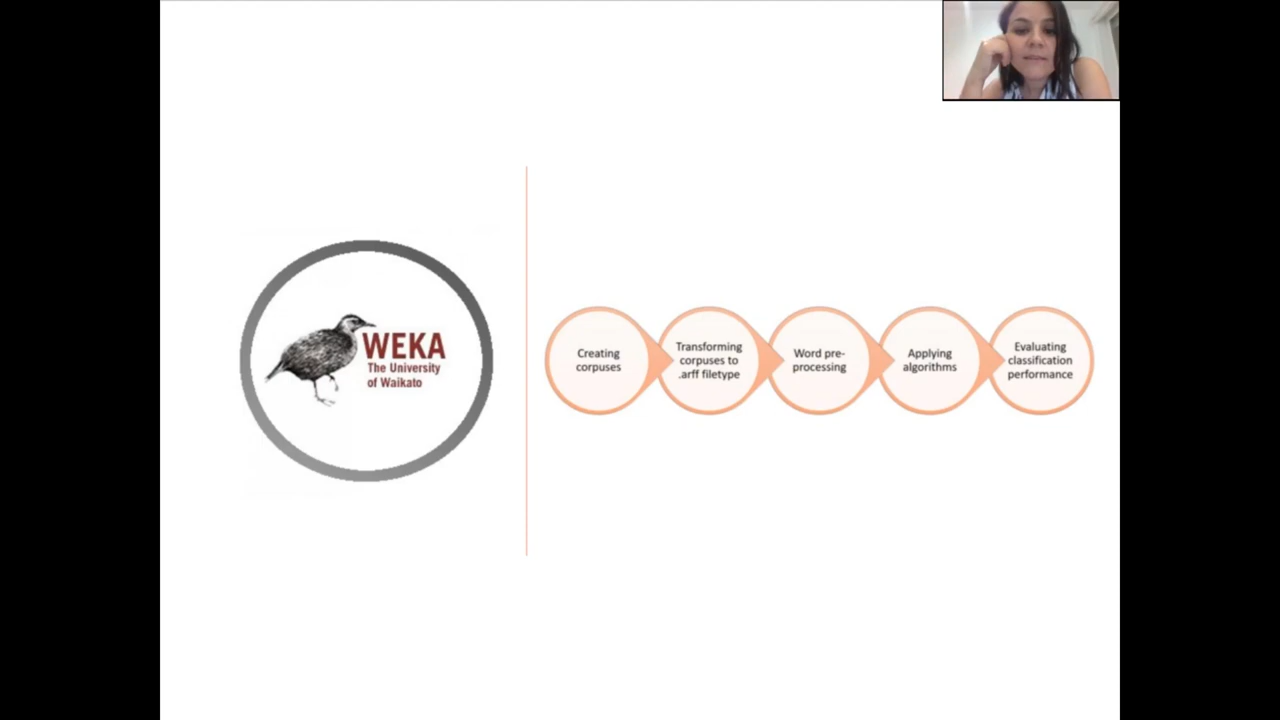 WEKA
The University
of Waikato
Creating
corpuses
Transforming
corpuses to
.arff filetype
Word pre-
processing
Applying
algorithms
Evaluating
classification
performance